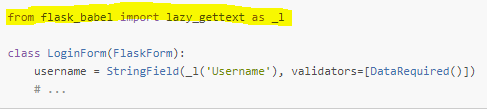 from flask_babel import lazy_gettext as _l
class LoginForm(FlaskForm):
    username = StringField(_l('Username'), validators=[DataRequired()])
    # ...